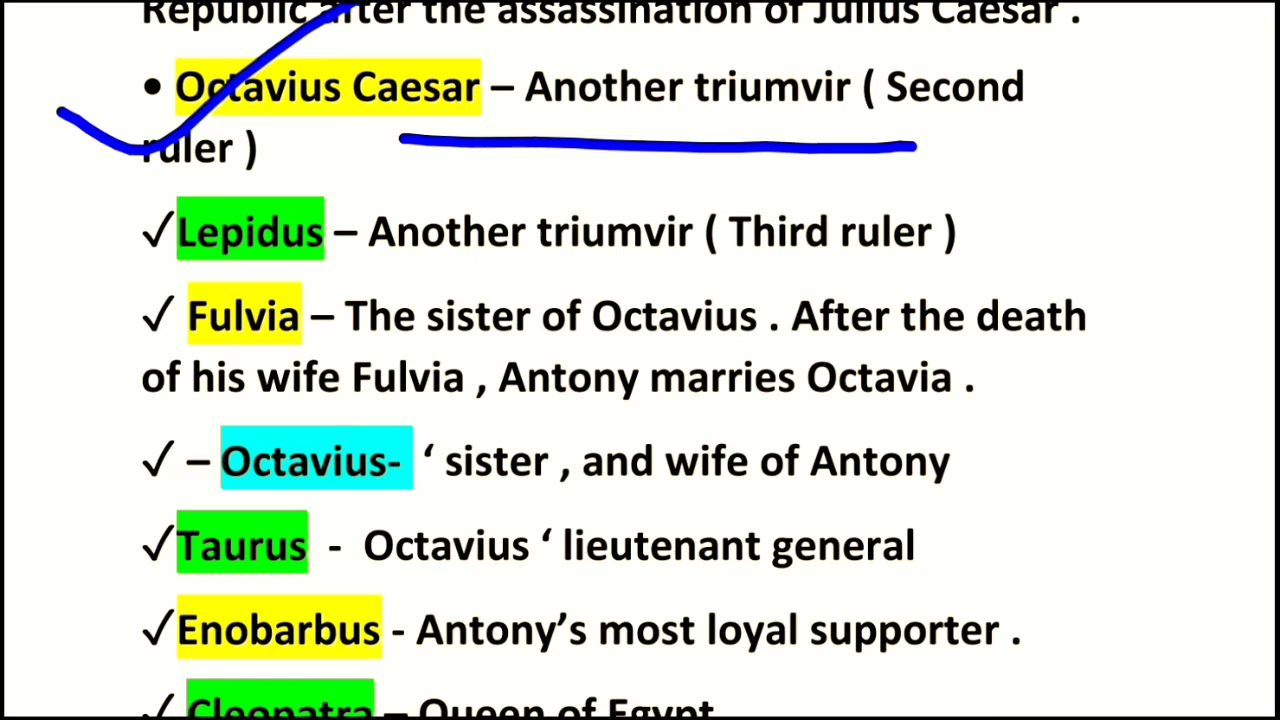 Republic after the assassination of Julius Caesar .
• Octavius Caesar – Another triumvir ( Second
ruler )
✓Lepidus – Another triumvir ( Third ruler )
✓ Fulvia – The sister of Octavius . After the death
of his wife Fulvia , Antony marries Octavia .
✓ – Octavius- ‘ sister , and wife of Antony
✓Taurus - Octavius ‘ lieutenant general
✓Enobarbus - Antony’s most loyal supporter .
✓ Cleopatra – Queen of Egypt